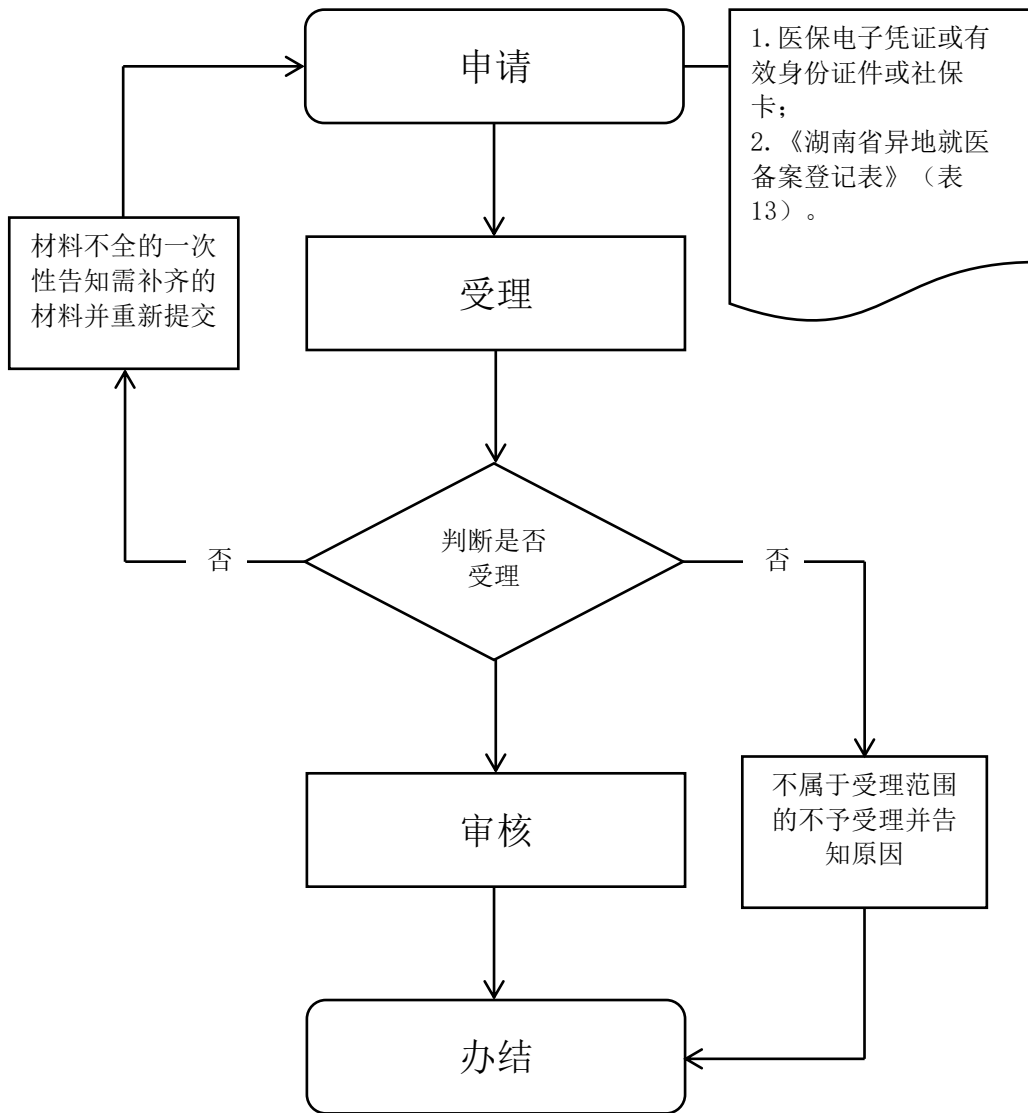 申请
1.医保电子凭证或有
效身份证件或社保
卡；
2.《湖南省异地就医
备案登记表》（表
13）。
材料不全的一次
性告知需补齐的
材料并重新提交
受理
判断是否
受理
否
否
审核
不属于受理范围
的不予受理并告
知原因
办结